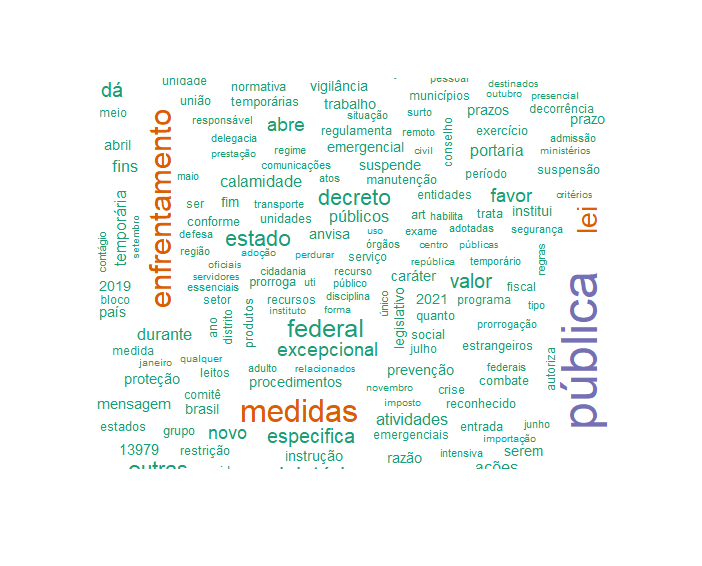 unidade
pessoal
dá
normativa
vigilância
destinados
união
temporárias
municípios
outubro
presencial
meio
trabalho
surto
prazos
decorrência
responsável
situação
prazo
abre
delegacia
regulamenta
remoto
conselho
exercício
admissão
abril
prestação
regime
emergencial
civil
portaria
ministérios
fins
comunicações
suspende
suspensão
enfrentamento
maio
calamidade
atos
manutenção
período
temporária
ser
fim
transporte
decreto
entidades
favor
critérios
conforme
unidades
públicos
art
habilita
trata
institui
lei
contágio
setembro
defesa
estado
anvisa
uso
exame
adotadas
segurança
região
adoção
perdurar
órgãos
centro
públicas
regras
oficiais
serviço
república
temporário
servidores
cidadania
recurso
caráter
2019
essenciais
prorroga
uti
público
valor
fiscal
pública
bloco
setor
recursos
disciplina
único
legislativo
2021
programa
tipo
país
ano
distrito
produtos
instituto
forma
quanto
prorrogação
durante
federal
social
medida
excepcional
julho
estrangeiros
janeiro
qualquer
autoriza
proteção
leitos
adulto
relacionados
prevenção
federais
combate
procedimentos
novembro
crise
mensagem
comitê
brasil
medidas
imposto
reconhecido
estados
grupo
novo
especifica
atividades
emergenciais
entrada
junho
importação
13979
restrição
instrução
razão
intensiva
serem
outras
ações